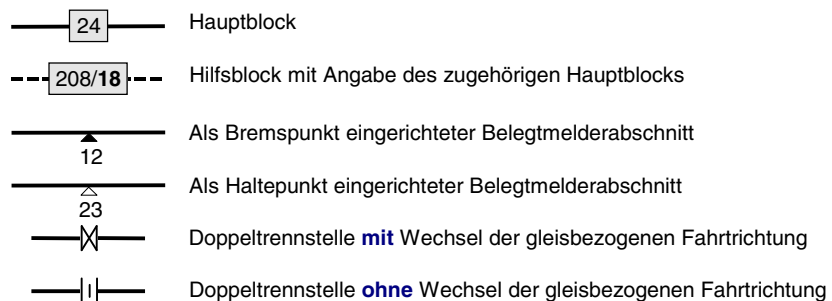 24 Hauptblock
208/18 Hilfsblock mit Angabe des zugehörigen Hauptblocks
Als Bremspunkt eingerichteter Belegtmelderabschnitt
12
Als Haltepunkt eingerichteter Belegtmelderabschnitt
23
Doppeltrennstelle mit Wechsel der gleisbezogenen Fahrtrichtung
Doppeltrennstelle ohne Wechsel der gleisbezogenen Fahrtrichtung